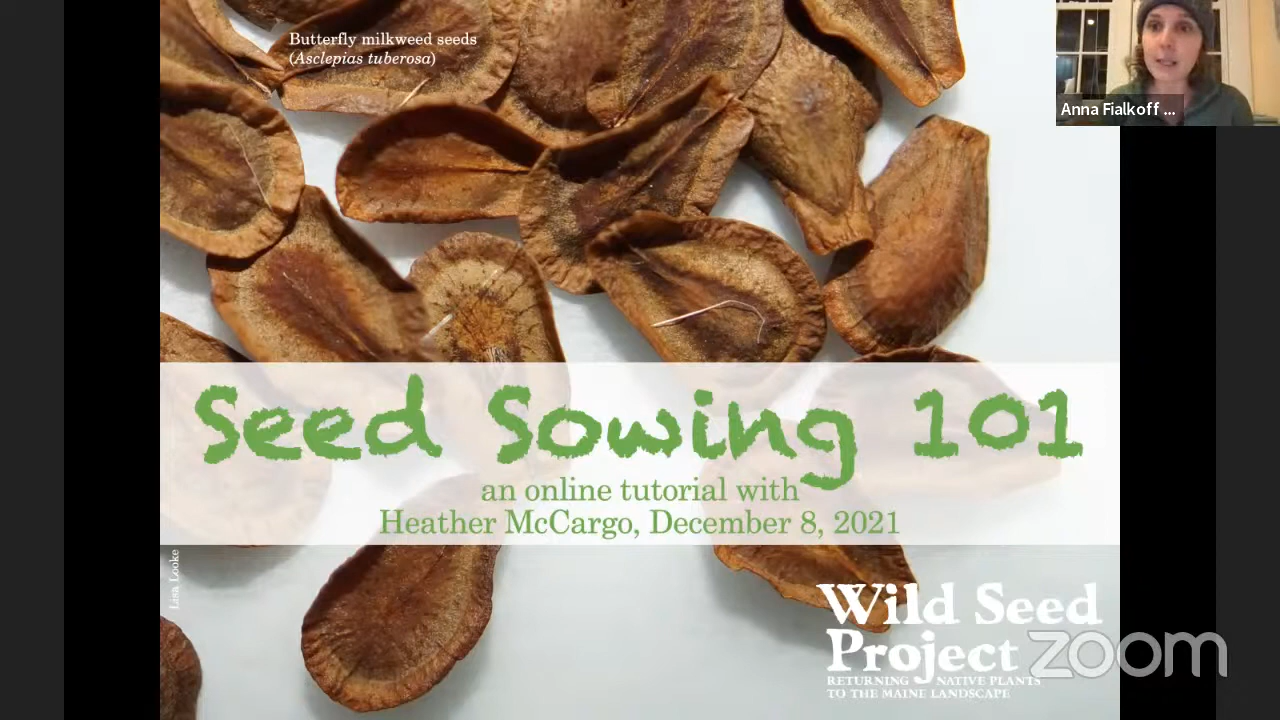 Butterfly milkweed seeds
(Asclepias tuberosa)
Anna Fialkoff ...
Seed Sowing 101
an online tutorial with
Heather McCargo, December 8, 2021
Lisa Looke
Wild Seed
Project
RETURNING NATIVE PLANTS
TO THE MAINE LANDSCAPE
zoom